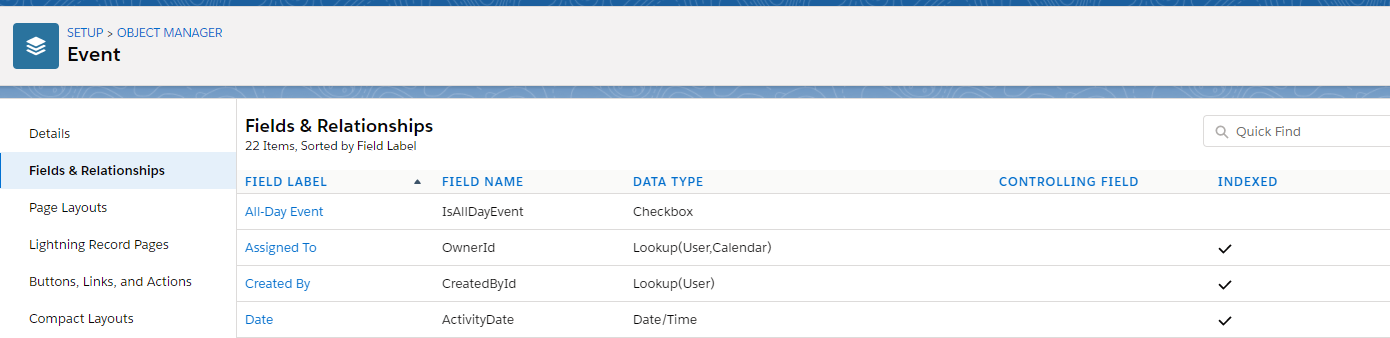 SETUP > OBJECT MANAGER
Event
Details
Fields & Relationships
Page Layouts
Lightning Record Pages
Buttons, Links, and Actions
Compact Layouts
Fields & Relationships
22 Items, Sorted by Field Label
Quick Find
FIELD LABEL FIELD NAME DATA TYPE CONTROLLING FIELD INDEXED
All-Day Event IsAllDayEvent Checkbox
Assigned To OwnerId Lookup(User,Calendar)
Created By CreatedById Lookup(User)
Date ActivityDate Date/Time